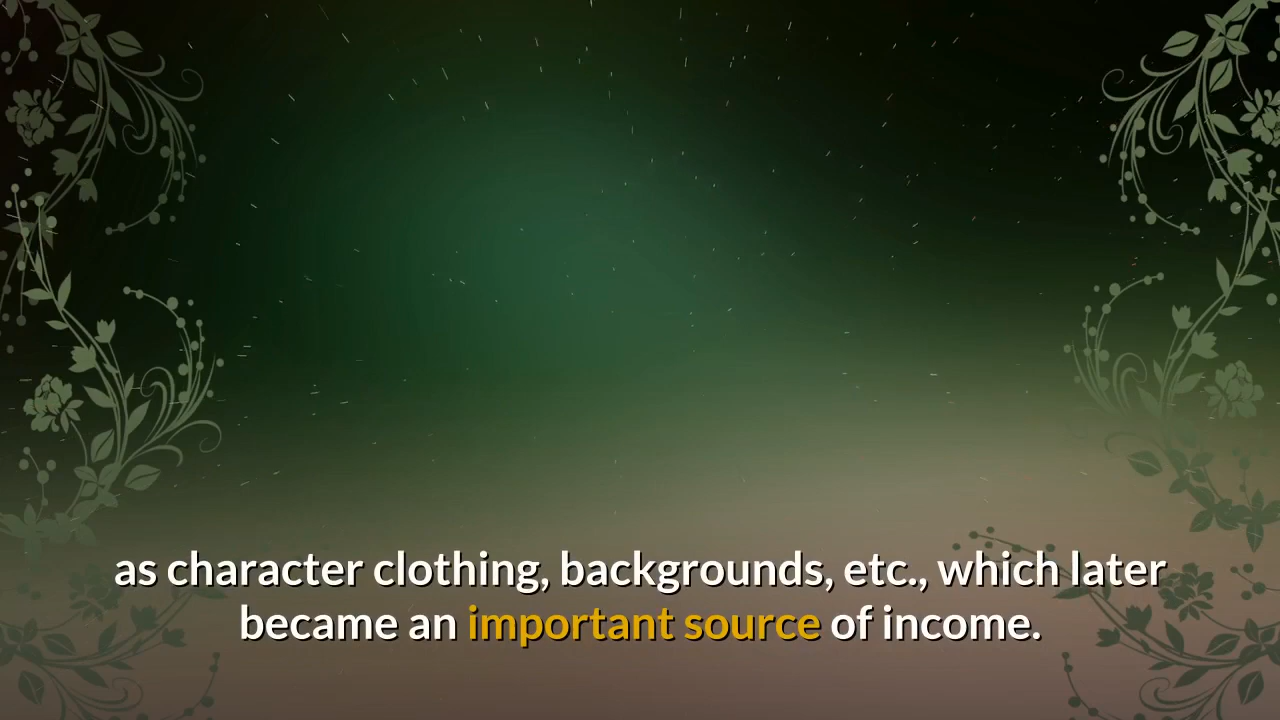 as character clothing, backgrounds, etc., which later
became an important source of income.